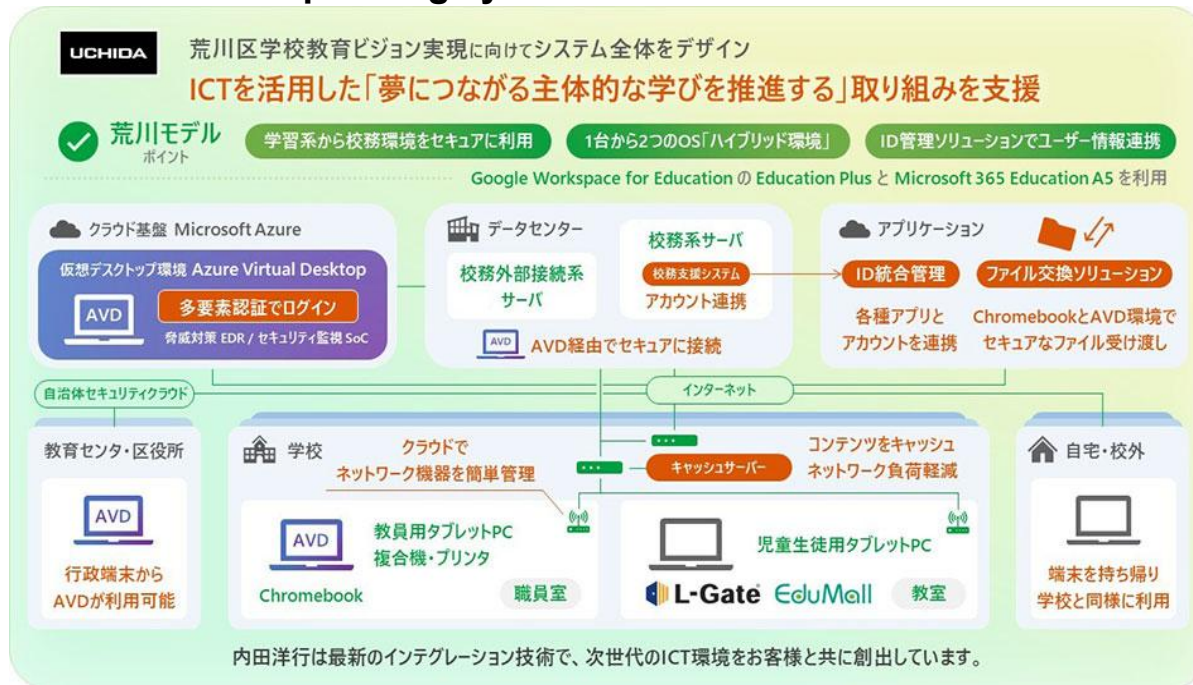 UCHIDA
荒川区学校教育ビジョン実現に向けてシステム全体をデザイン
ICTを活用した「夢につながる主体的な学びを推進する」取り組みを支援
荒川モデル
ポイント
学習系から校務環境をセキュアに利用
1台から2つのOS「ハイブリッド環境」
ID管理ソリューションでユーザー情報連携
Google Workspace for Education の Education Plus と Microsoft 365 Education A5 を利用
クラウド基盤 Microsoft Azure
仮想デスクトップ環境 Azure Virtual Desktop
AVD
多要素認証でログイン
脅威対策 EDR / セキュリティ監視 SoC
データセンター
校務外部接続系
サーバ
校務系サーバ
校務支援システム
アカウント連携
AVD
AVD経由でセキュアに接続
アプリケーション
ID統合管理
各種アプリと
アカウントを連携
ファイル交換ソリューション
ChromebookとAVD環境で
セキュアなファイル受け渡し
自治体セキュリティクラウド
インターネット
教育センタ・区役所
AVD
行政端末から
AVDが利用可能
学校
クラウドで
ネットワーク機器を簡単管理
キャッシュサーバー
コンテンツをキャッシュ
ネットワーク負荷軽減
AVD
教員用タブレットPC
複合機・プリンタ
Chromebook
職員室
児童生徒用タブレットPC
L-Gate
EduMall
教室
自宅・校外
端末を持ち帰り
学校と同様に利用
内田洋行は最新のインテグレーション技術で、次世代のICT環境をお客様と共に創出しています。